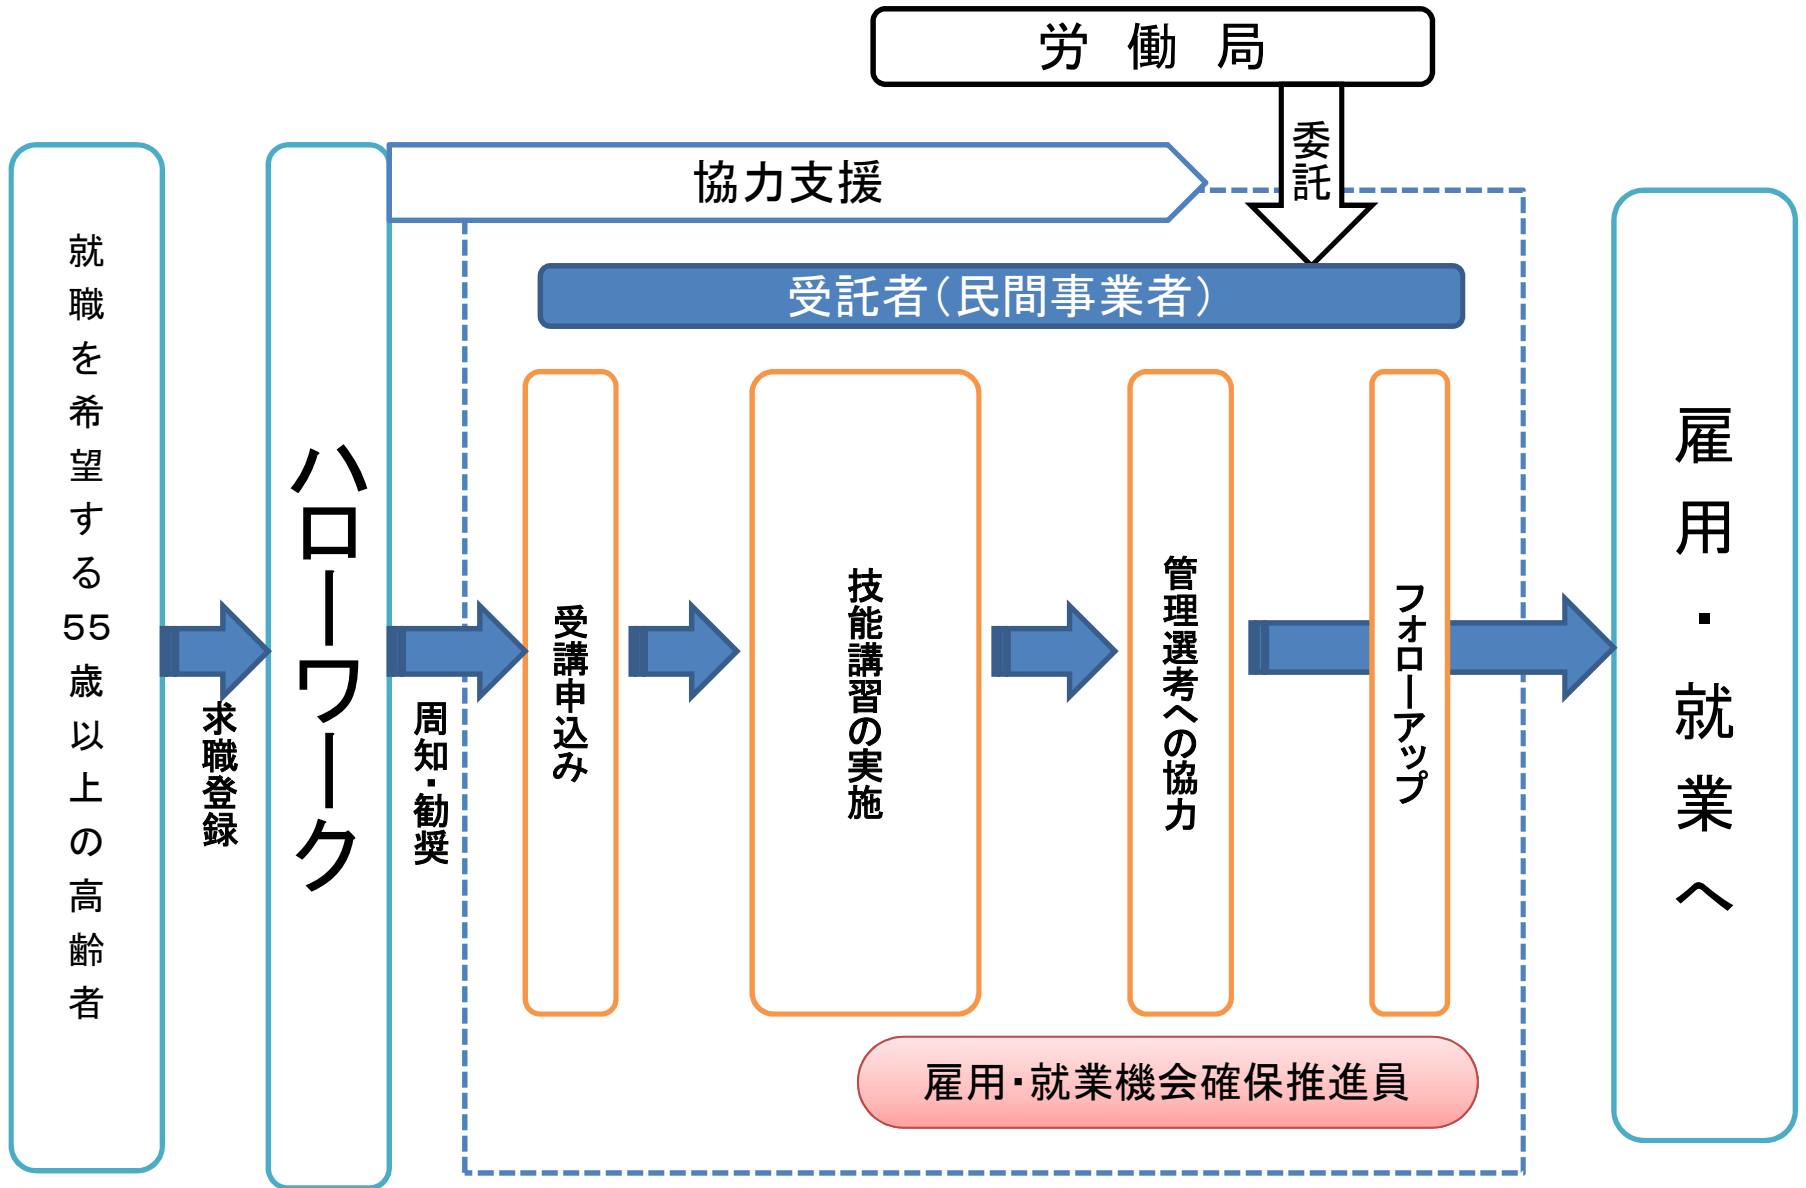 労 働 局
委託
協力支援
受託者(民間事業者)
就職を希望する55歳以上の高齢者
求職登録
ハローワーク
周知・勧奨
受講申込み
技能講習の実施
管理選考への協力
フォローアップ
雇用・就業へ
雇用・就業機会確保推進員